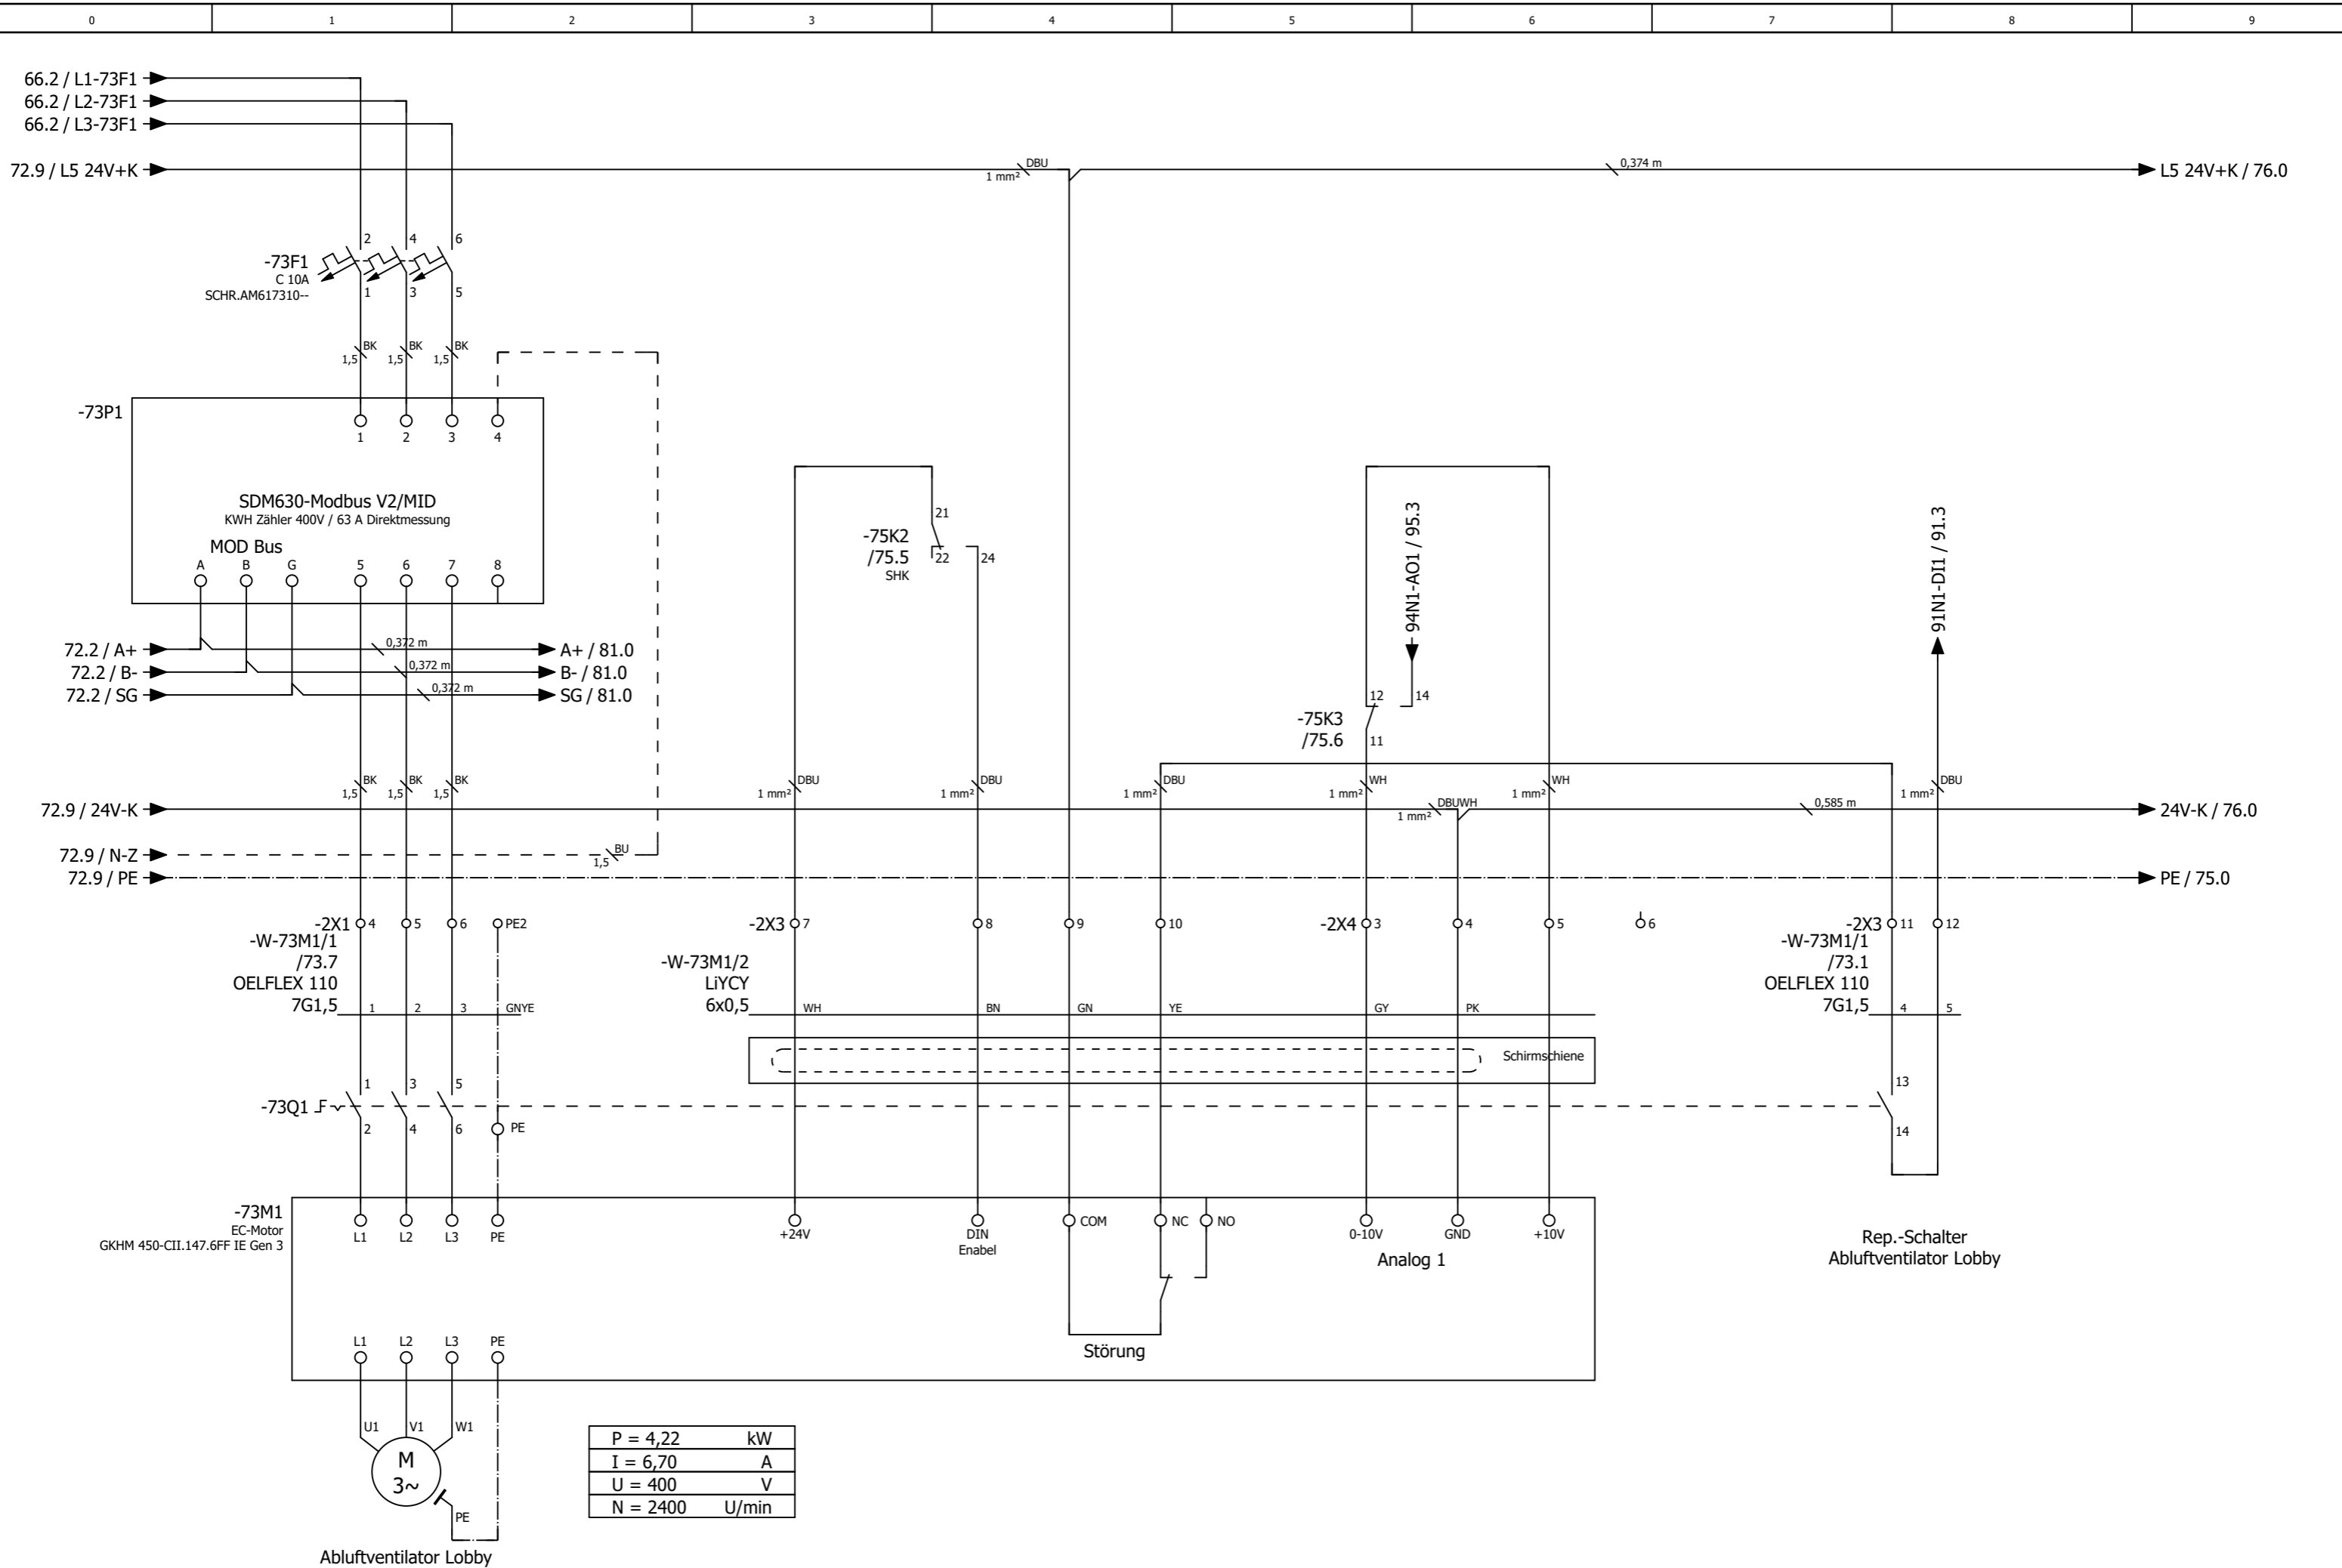 0 1 2 3 4 5 6 7 8 9
66.2 / L1-73F1
66.2 / L2-73F1
66.2 / L3-73F1
72.9 / L5 24V+K
DBU
1 mm²
0,374 m
L5 24V+K / 76.0
2 4 6
-73F1
C 10A
SCHR.AM617310--
1 3 5
BK BK BK
1,5 1,5 1,5
-73P1
1 2 3 4
SDM630-Modbus V2/MID
KWH Zähler 400V / 63 A Direktmessung
MOD Bus
A B G 5 6 7 8
21
-75K2
/75.5
SHK
22 24
94N1-AO1 / 95.3
91N1-DI1 / 91.3
72.2 / A+
0,372 m
A+ / 81.0
72.2 / B-
0,372 m
B- / 81.0
72.2 / SG
0,372 m
SG / 81.0
12 14
-75K3
/75.6
11
BK BK BK DBU DBU DBU WH WH DBU
1,5 1,5 1,5 1 mm² 1 mm² 1 mm² 1 mm² 1 mm² 1 mm²
72.9 / 24V-K
DBUWH
1 mm²
0,585 m
24V-K / 76.0
72.9 / N-Z
BU
1,5
72.9 / PE
PE / 75.0
-2X1 4 5 6 PE2
-2X3 7 8 9 10
-2X4 3 4 5 6
-2X3 11 12
-W-73M1/1
/73.7
OELFLEX 110
7G1,5
1 2 3 GNYE
-W-73M1/2
LiYCY
6x0,5
WH BN GN YE GY PK
-W-73M1/1
/73.1
OELFLEX 110
7G1,5
4 5
Schirmschiene
1 3 5 13
-73Q1
2 4 6 PE 14
-73M1
EC-Motor
GKHM 450-CII.147.6FF IE Gen 3
L1 L2 L3 PE
+24V
DIN
Enabel
COM
NC
NO
0-10V
GND
+10V
Analog 1
Rep.-Schalter
Abluftventilator Lobby
L1 L2 L3 PE
Störung
U1 V1 W1
M
3~
PE
P = 4,22 kW
I = 6,70 A
U = 400 V
N = 2400 U/min
Abluftventilator Lobby